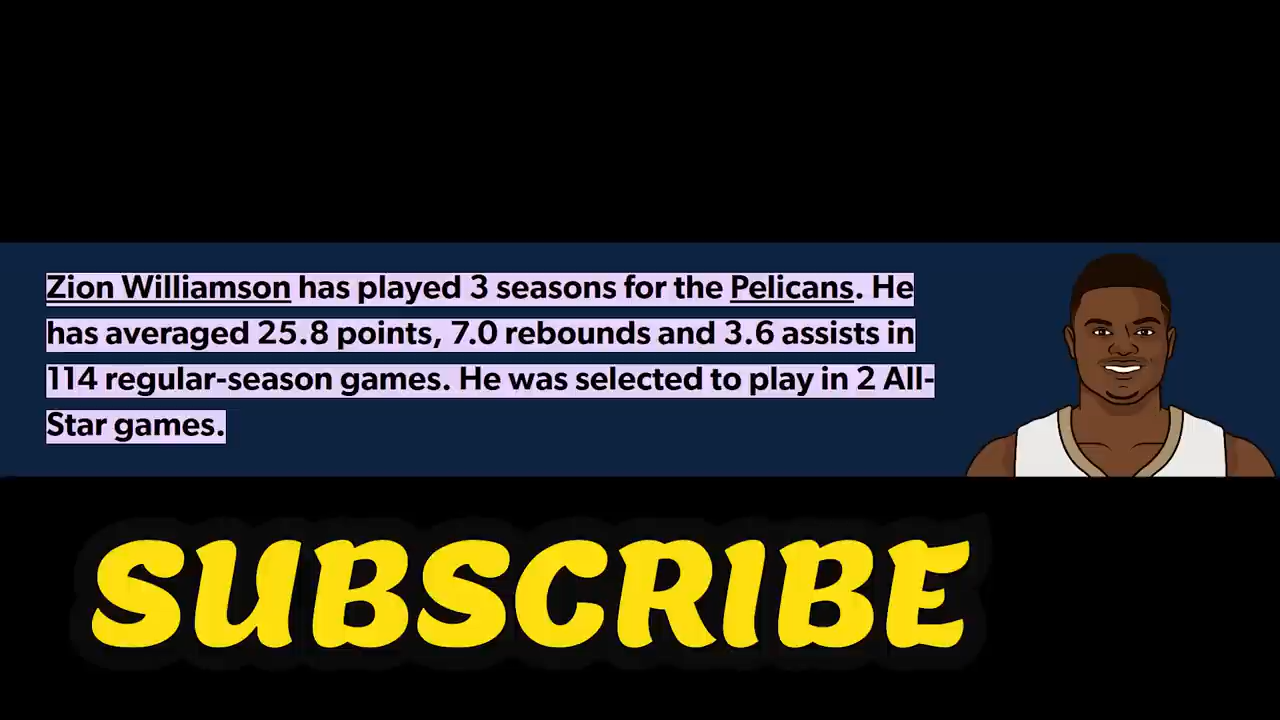 Zion Williamson has played 3 seasons for the Pelicans. He
has averaged 25.8 points, 7.0 rebounds and 3.6 assists in
114 regular-season games. He was selected to play in 2 All-
Star games.
SUBSCRIBE